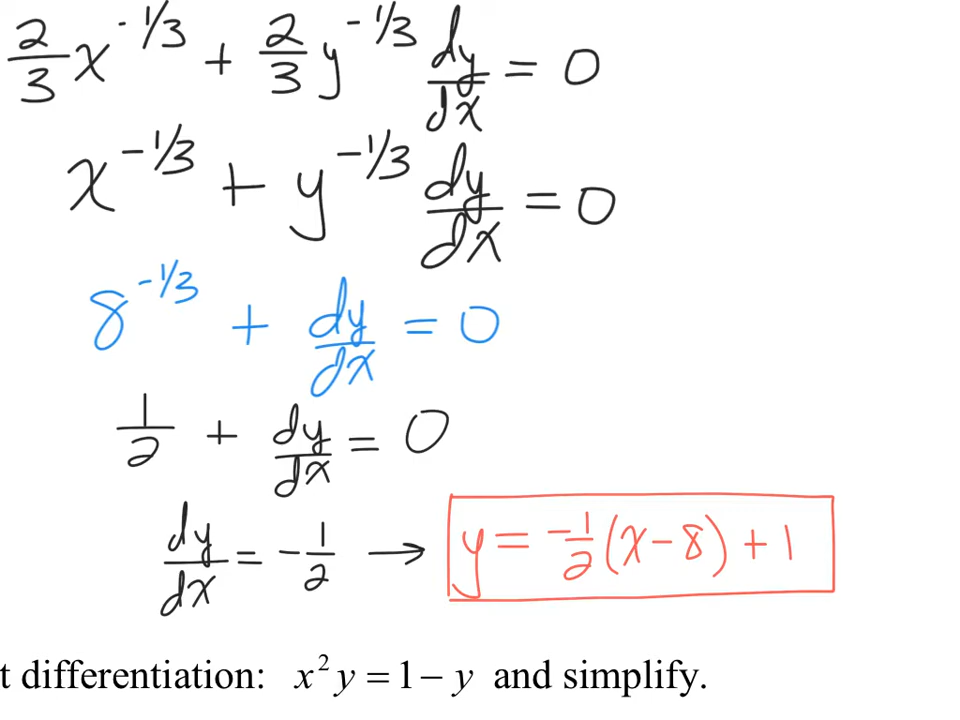 2/3 x^(-1/3) + 2/3 y^(-1/3) dy/dx = 0
x^(-1/3) + y^(-1/3) dy/dx = 0
8^(-1/3) + dy/dx = 0
1/2 + dy/dx = 0
dy/dx = -1/2 → y = -1/2(x-8)+1
t differentiation: x²y = 1 − y and simplify.